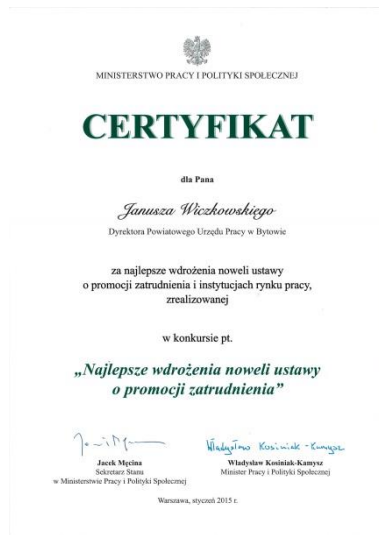 MINISTERSTWO PRACY I POLITYKI SPOŁECZNEJ
CERTYFIKAT
dla Pana
Janusza Wiczkowskiego
Dyrektora Powiatowego Urzędu Pracy w Bytowie
za najlepsze wdrożenia noweli ustawy
o promocji zatrudnienia i instytucjach rynku pracy,
zrealizowanej
w konkursie pt.
„Najlepsze wdrożenia noweli ustawy
o promocji zatrudnienia”
Władysław Kosiniak-Kamysz
Jacek Męcina
Sekretarz Stanu
w Ministerstwie Pracy i Polityki Społecznej
Władysław Kosiniak-Kamysz
Minister Pracy i Polityki Społecznej
Warszawa, styczeń 2015 r.